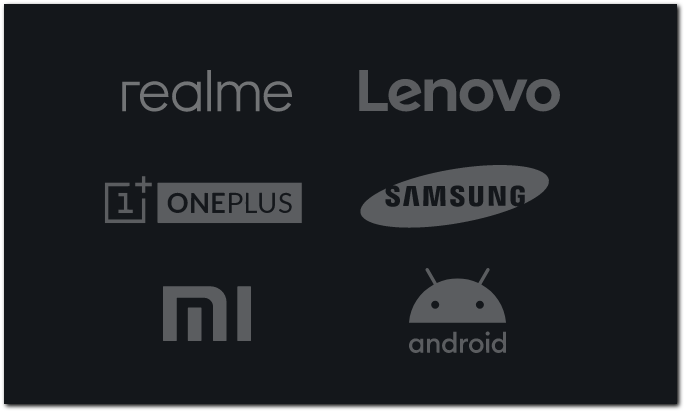 realme
Lenovo
1+ ONEPLUS
SAMSUNG
mi
android